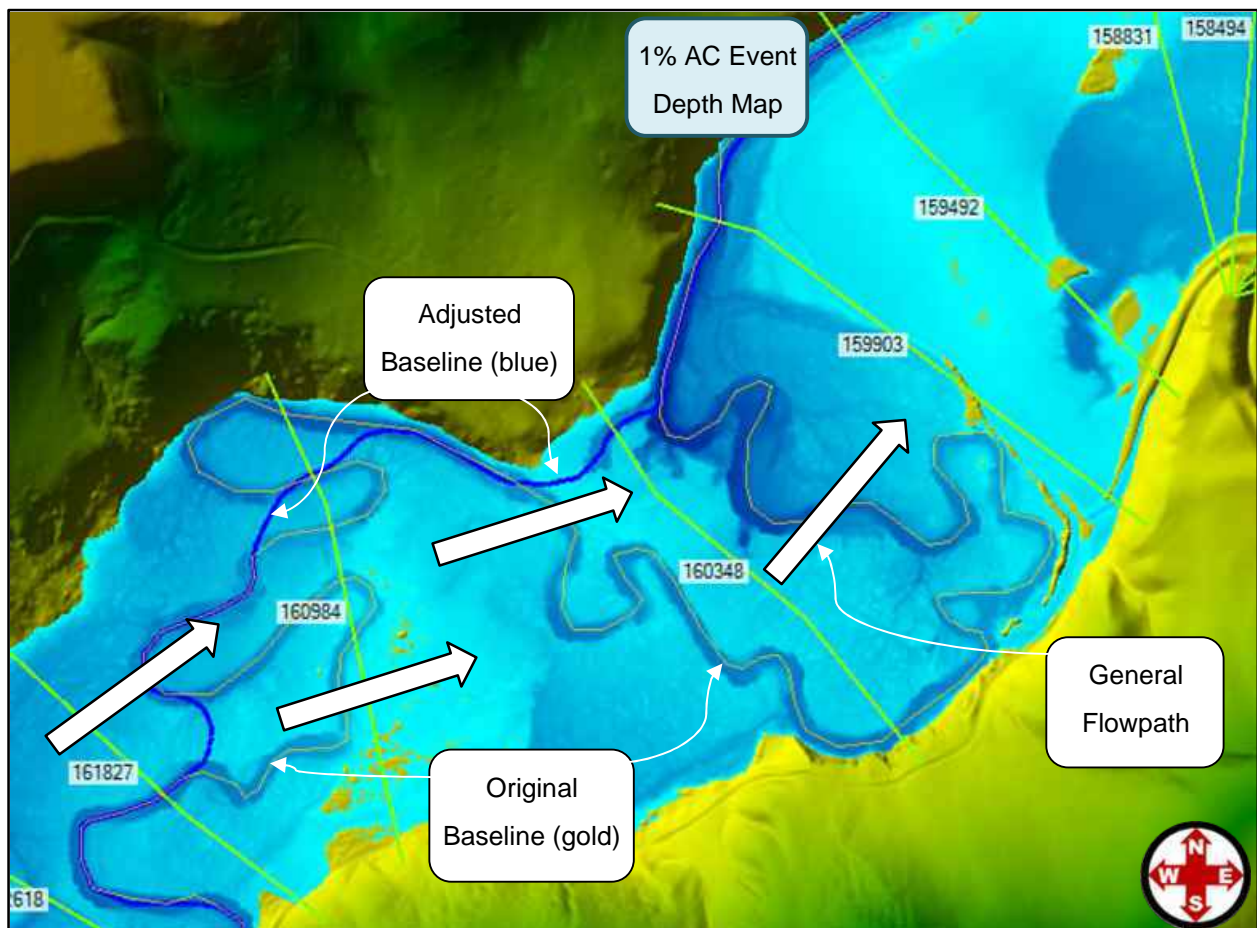 1% AC Event
Depth Map
158831
158494
159492
159903
Adjusted
Baseline (blue)
160348
160984
161827
General
Flowpath
Original
Baseline (gold)
2618
N
W E
S